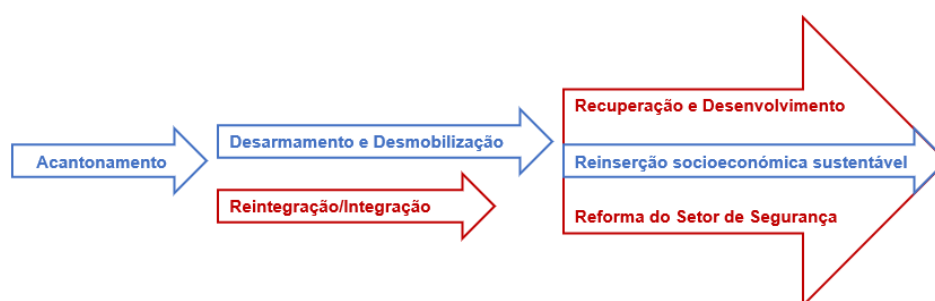 Acantonamento
Desarmamento e Desmobilização
Reintegração/Integração
Recuperação e Desenvolvimento
Reinserção socioeconómica sustentável
Reforma do Setor de Segurança